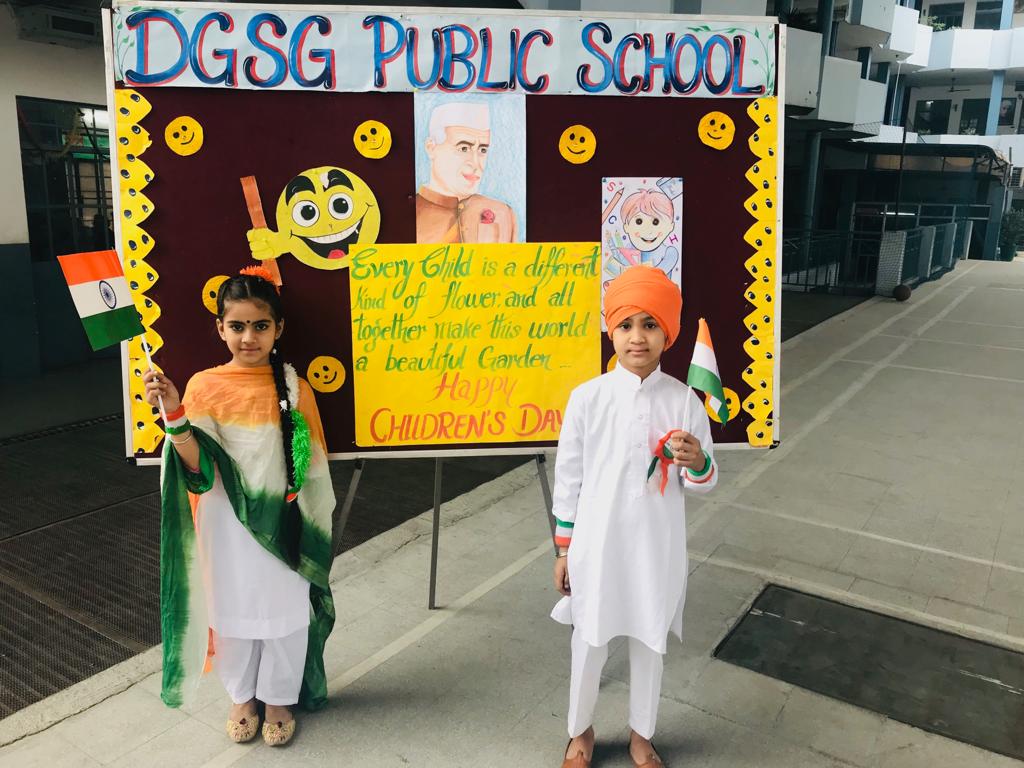 DGSG PUBLIC SCHOOL
Every Child is a different
kind of flower, and all
together make this world
a beautiful Garden...
Happy
CHILDREN'S DAY